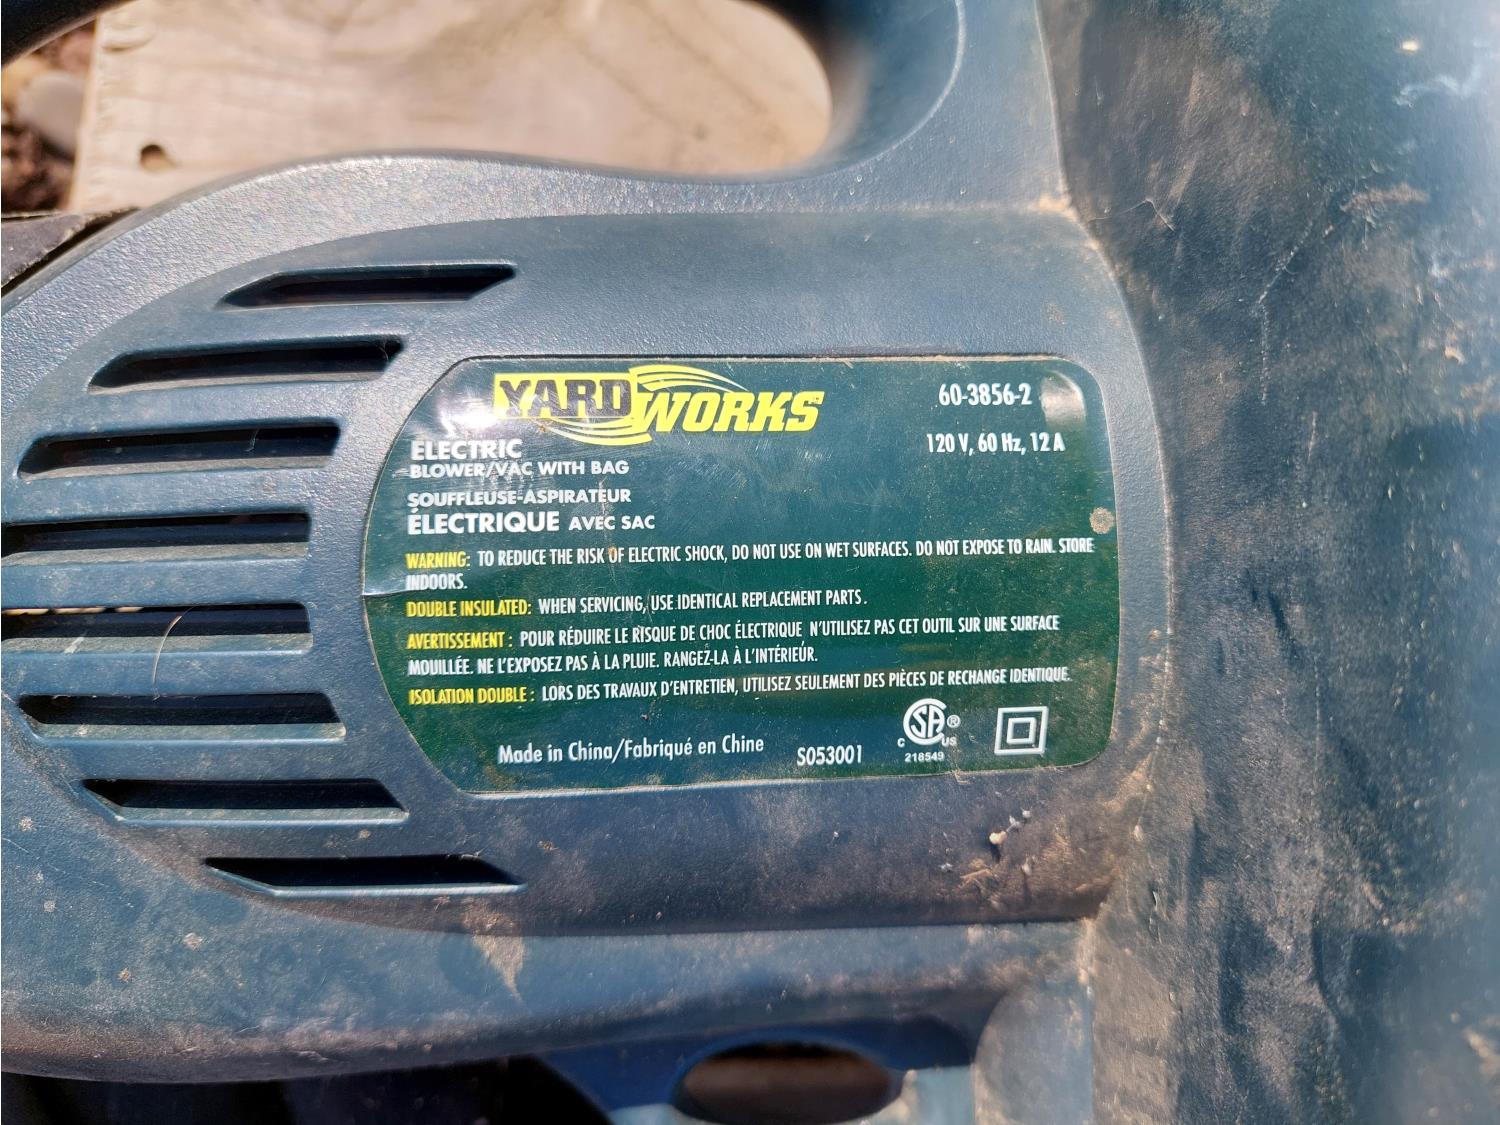 YARDWORKS
60-3856-2
ELECTRIC
BLOWER/VAC WITH BAG
120 V, 60 Hz, 12 A
SOUFFLEUSE-ASPIRATEUR
ÉLECTRIQUE AVEC SAC
WARNING: TO REDUCE THE RISK OF ELECTRIC SHOCK, DO NOT USE ON WET SURFACES. DO NOT EXPOSE TO RAIN. STORE
INDOORS.
DOUBLE INSULATED: WHEN SERVICING, USE IDENTICAL REPLACEMENT PARTS.
AVERTISSEMENT : POUR RÉDUIRE LE RISQUE DE CHOC ÉLECTRIQUE N'UTILISEZ PAS CET OUTIL SUR UNE SURFACE
MOUILLÉE. NE L'EXPOSEZ PAS À LA PLUIE. RANGEZ-LA À L'INTÉRIEUR.
ISOLATION DOUBLE : LORS DES TRAVAUX D'ENTRETIEN, UTILISEZ SEULEMENT DES PIÈCES DE RECHANGE IDENTIQUE.
Made in China/Fabriqué en Chine
S053001
C SA ® US
218549